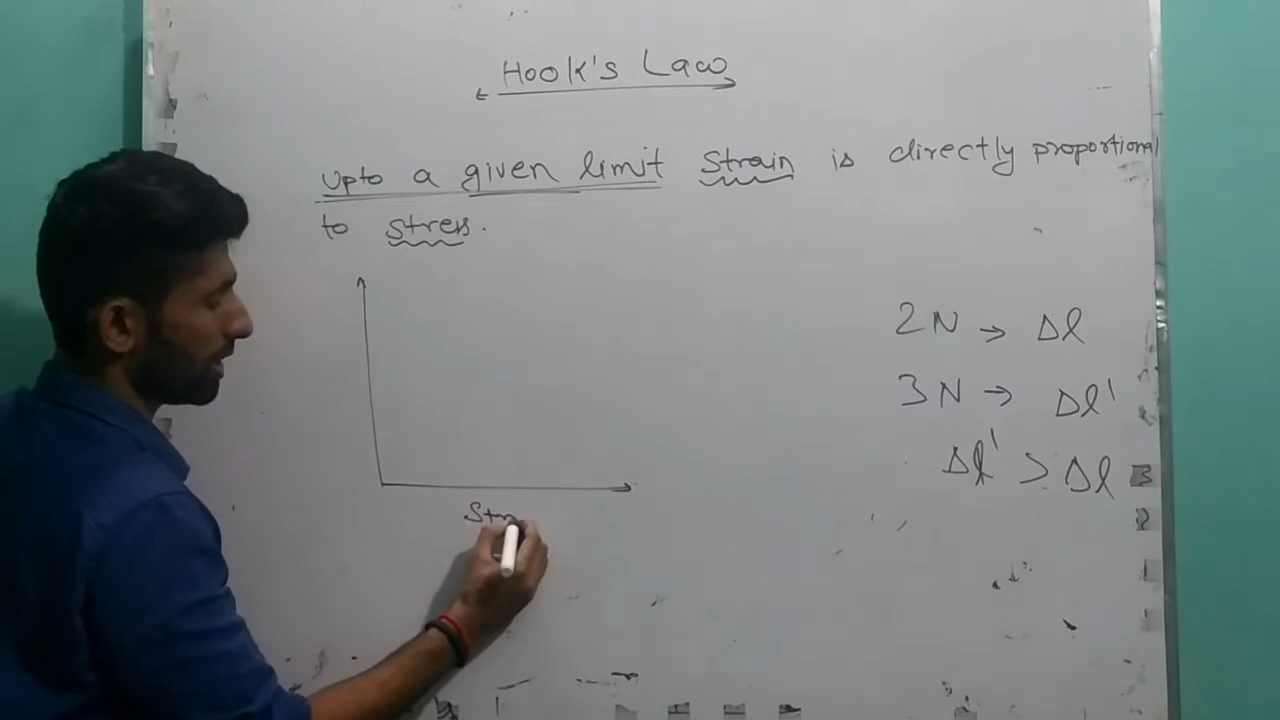 Hook's Law
Upto a given limit strain is directly proportional
to stress.
2N → Δl
3N → Δl'
Δl' > Δl